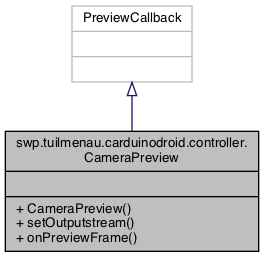 PreviewCallback
swp.tuilmenau.carduinodroid.controller.
CameraPreview
+ CameraPreview()
+ setOutputstream()
+ onPreviewFrame()